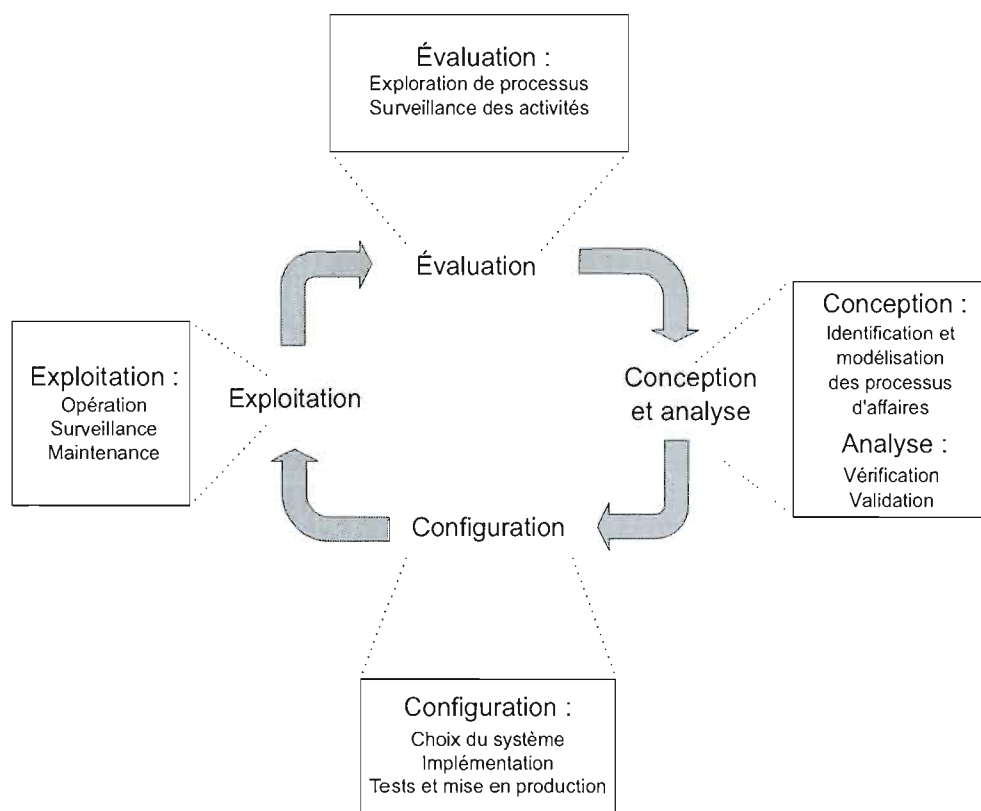 Évaluation :
Exploration de processus
Surveillance des activités
Évaluation
Conception :
Identification et
modélisation
des processus
d'affaires
Analyse :
Vérification
Validation
Conception
et analyse
Exploitation :
Opération
Surveillance
Maintenance
Exploitation
Configuration
Configuration :
Choix du système
Implémentation
Tests et mise en production